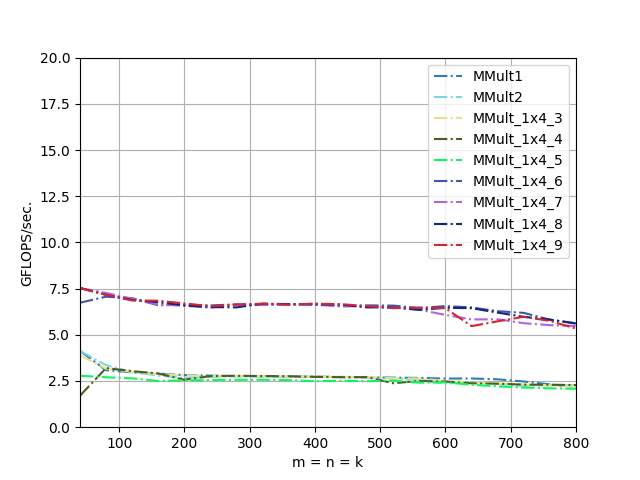 20.0
17.5
15.0
12.5
10.0
7.5
5.0
2.5
0.0
GFLOPS/sec.
MMult1
MMult2
MMult_1x4_3
MMult_1x4_4
MMult_1x4_5
MMult_1x4_6
MMult_1x4_7
MMult_1x4_8
MMult_1x4_9
100 200 300 400 500 600 700 800
m = n = k